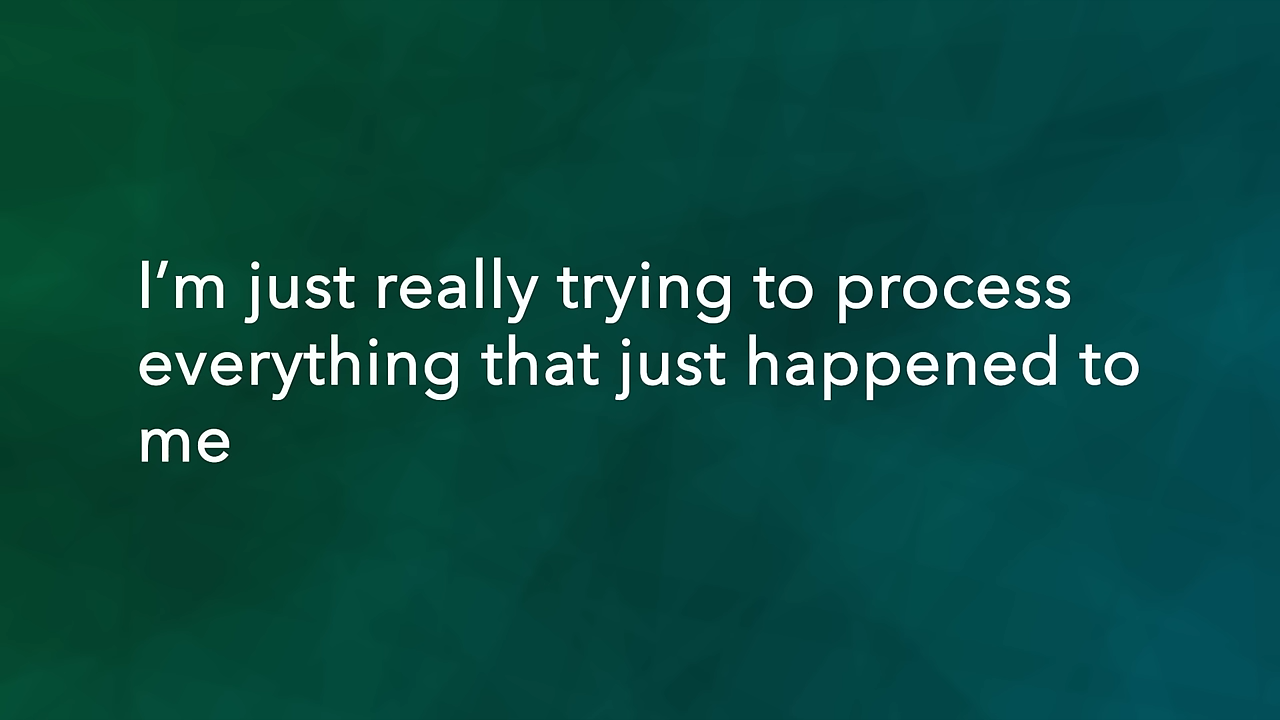 I’m just really trying to process
everything that just happened to
me